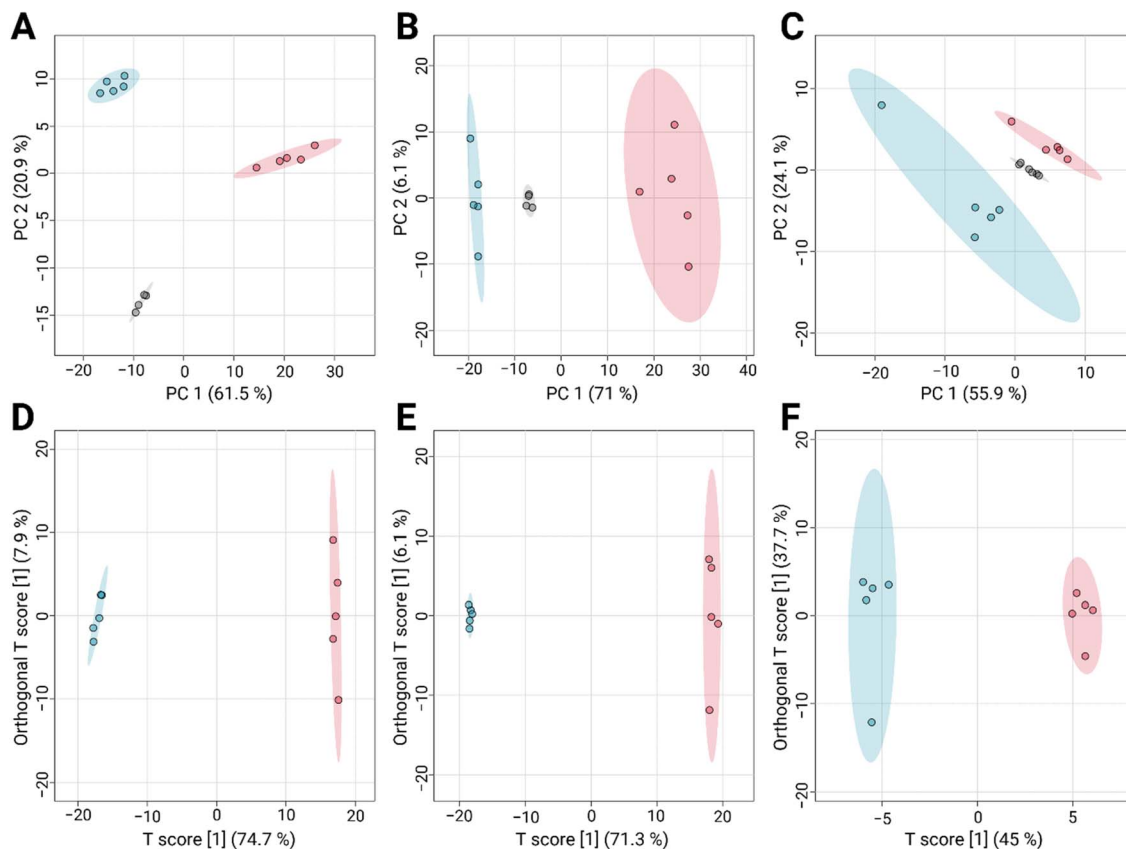 A
B
C
10
5
0
−5
−10
−15
PC 2 (20.9 %)
−20 −10 0 10 20 30
PC 1 (61.5 %)
20
10
0
−10
−20
PC 2 (6.1 %)
−20 −10 0 10 20 30 40
PC 1 (71 %)
10
0
−10
−20
PC 2 (24.1 %)
−20 −10 0 10
PC 1 (55.9 %)
D
E
F
20
10
0
−10
−20
Orthogonal T score [1] (7.9 %)
−20 −10 0 10 20
T score [1] (74.7 %)
20
10
0
−10
−20
Orthogonal T score [1] (6.1 %)
−20 −10 0 10 20
T score [1] (71.3 %)
20
10
0
−10
−20
Orthogonal T score [1] (37.7 %)
−5 0 5
T score [1] (45 %)